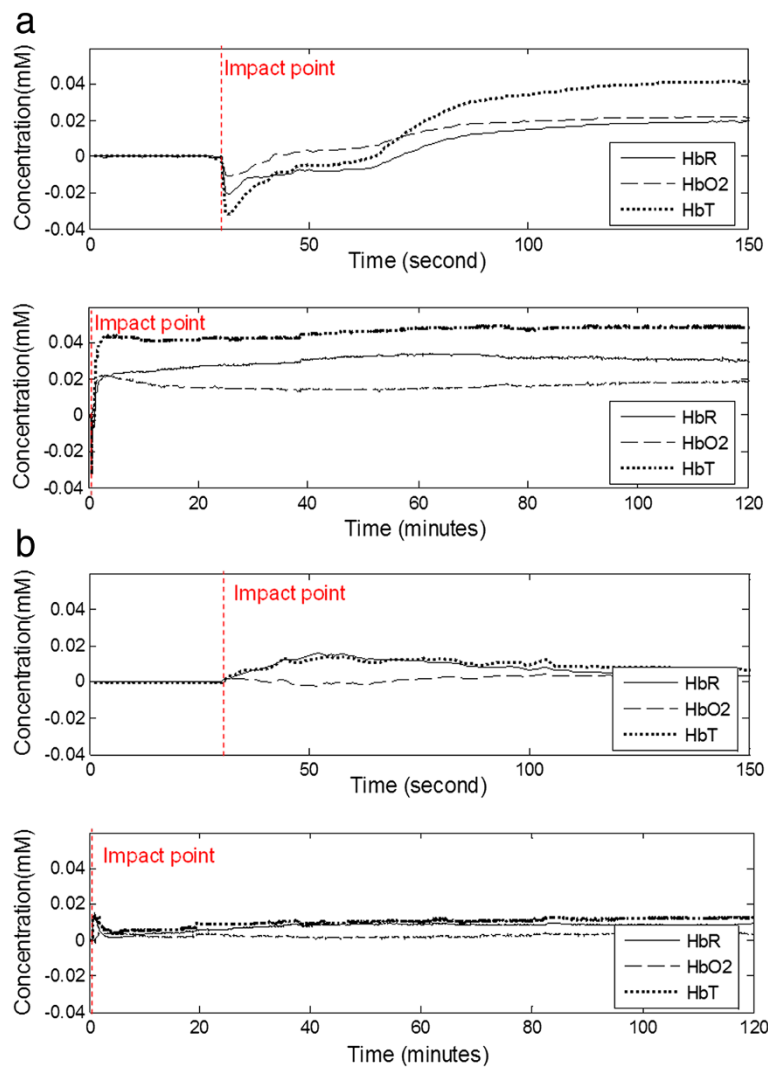 a
Impact point
Concentration(mM)
0.04
0.02
0
-0.02
-0.04
HbR
HbO2
HbT
0
50
100
150
Time (second)
Impact point
Concentration(mM)
0.04
0.02
0
-0.02
-0.04
HbR
HbO2
HbT
0
20
40
60
80
100
120
Time (minutes)
b
Impact point
Concentration(mM)
0.04
0.02
0
-0.02
-0.04
HbR
HbO2
HbT
0
50
100
150
Time (second)
Impact point
Concentration(mM)
0.04
0.02
0
-0.02
-0.04
HbR
HbO2
HbT
0
20
40
60
80
100
120
Time (minutes)